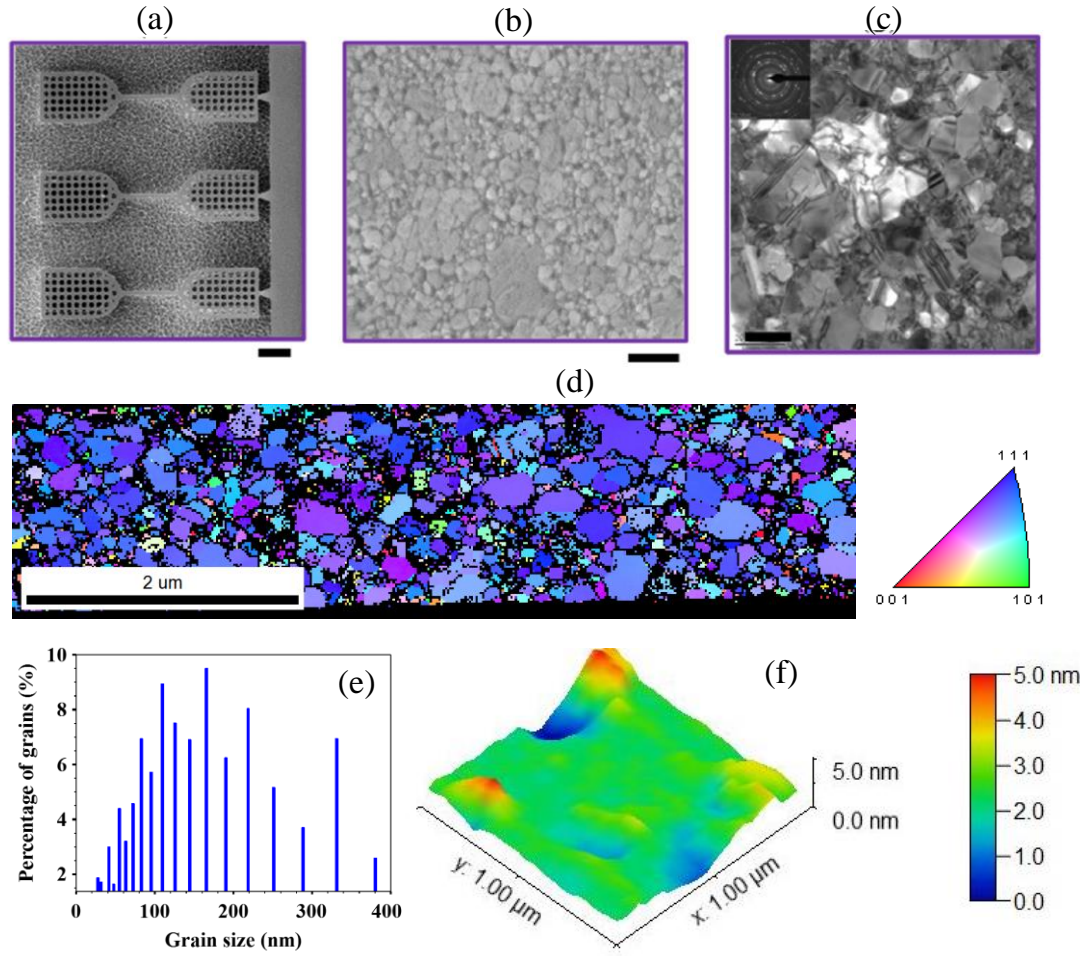 (a)
(b)
(c)
(d)
2 um
1 1 1
0 0 1
1 0 1
10
8
6
4
2
Percentage of grains (%)
(e)
0
100
200
300
400
Grain size (nm)
(f)
5.0 nm
0.0 nm
y: 1.00 µm
x: 1.00 µm
5.0 nm
4.0
3.0
2.0
1.0
0.0